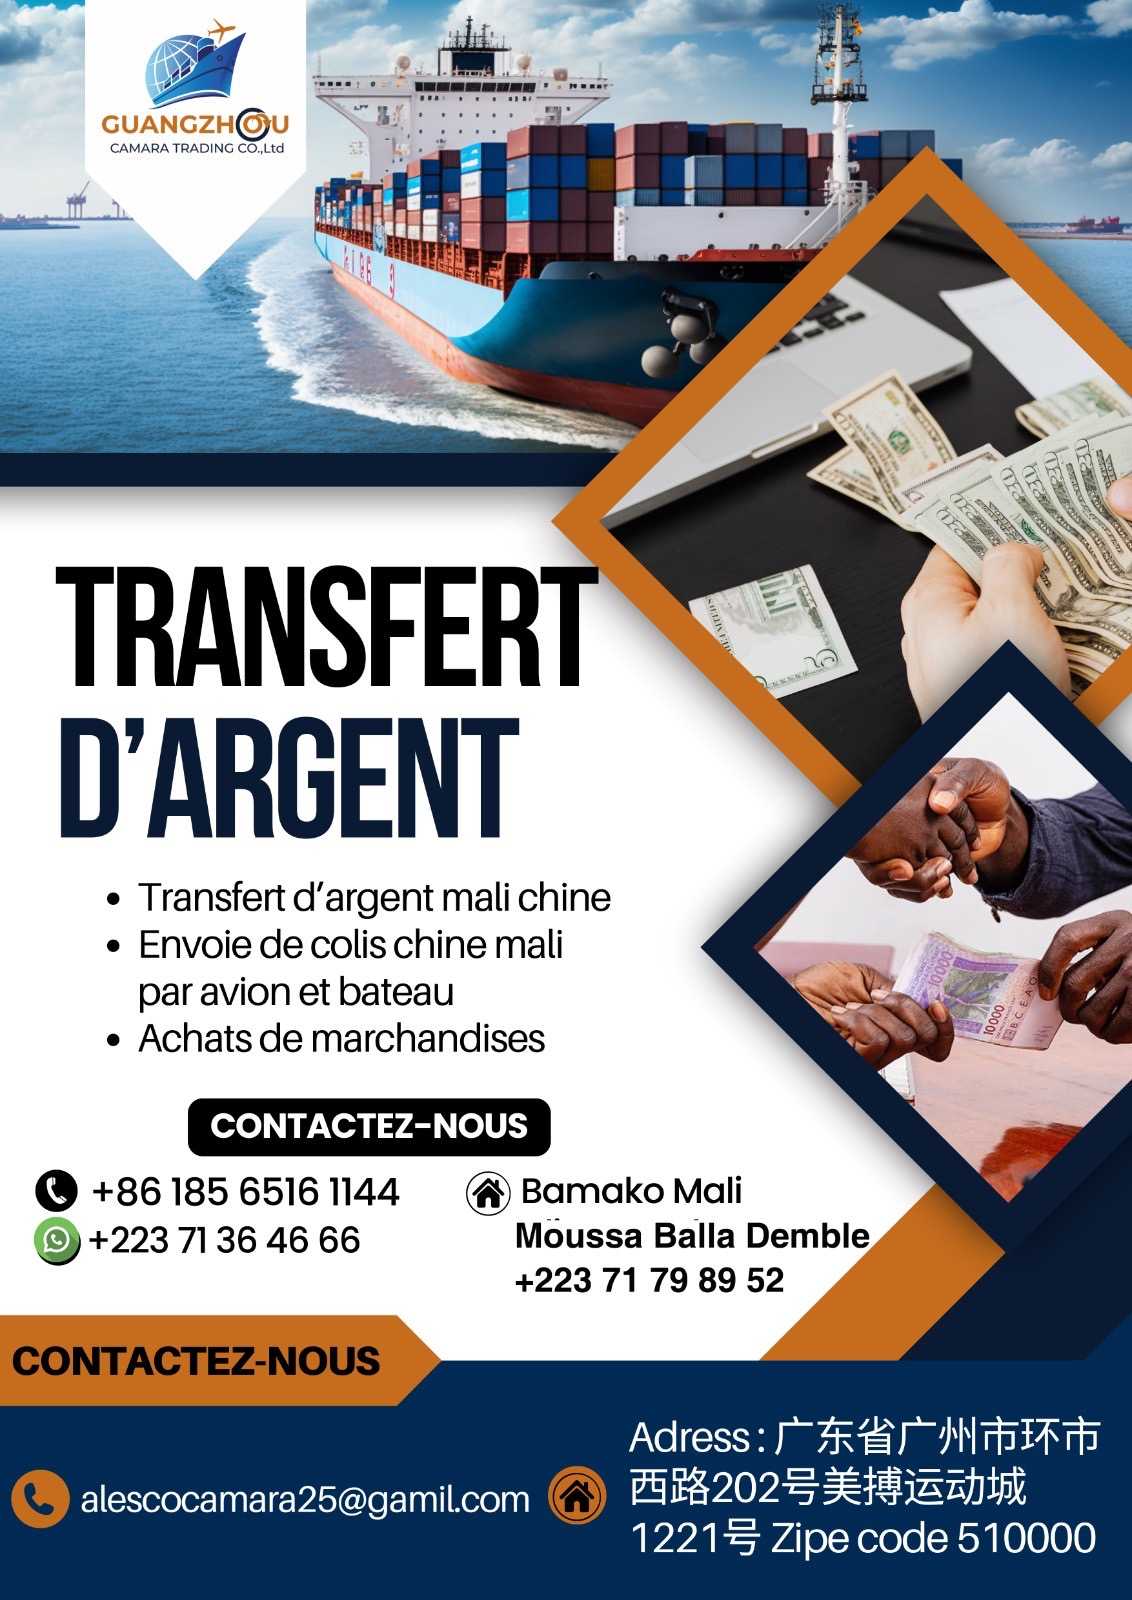 GUANGZHOU
CAMARA TRADING CO.,Ltd
TRANSFERT
D'ARGENT
• Transfert d'argent mali chine
• Envoie de colis chine mali
par avion et bateau
• Achats de marchandises
CONTACTEZ-NOUS
+86 185 6516 1144
+223 71 36 46 66
Bamako Mali
Moussa Balla Demble
+223 71 79 89 52
CONTACTEZ-NOUS
alescocamara25@gamil.com
Adress : 广东省广州市环市
西路202号美搏运动城
1221号 Zipe code 510000
10000
BCEAO